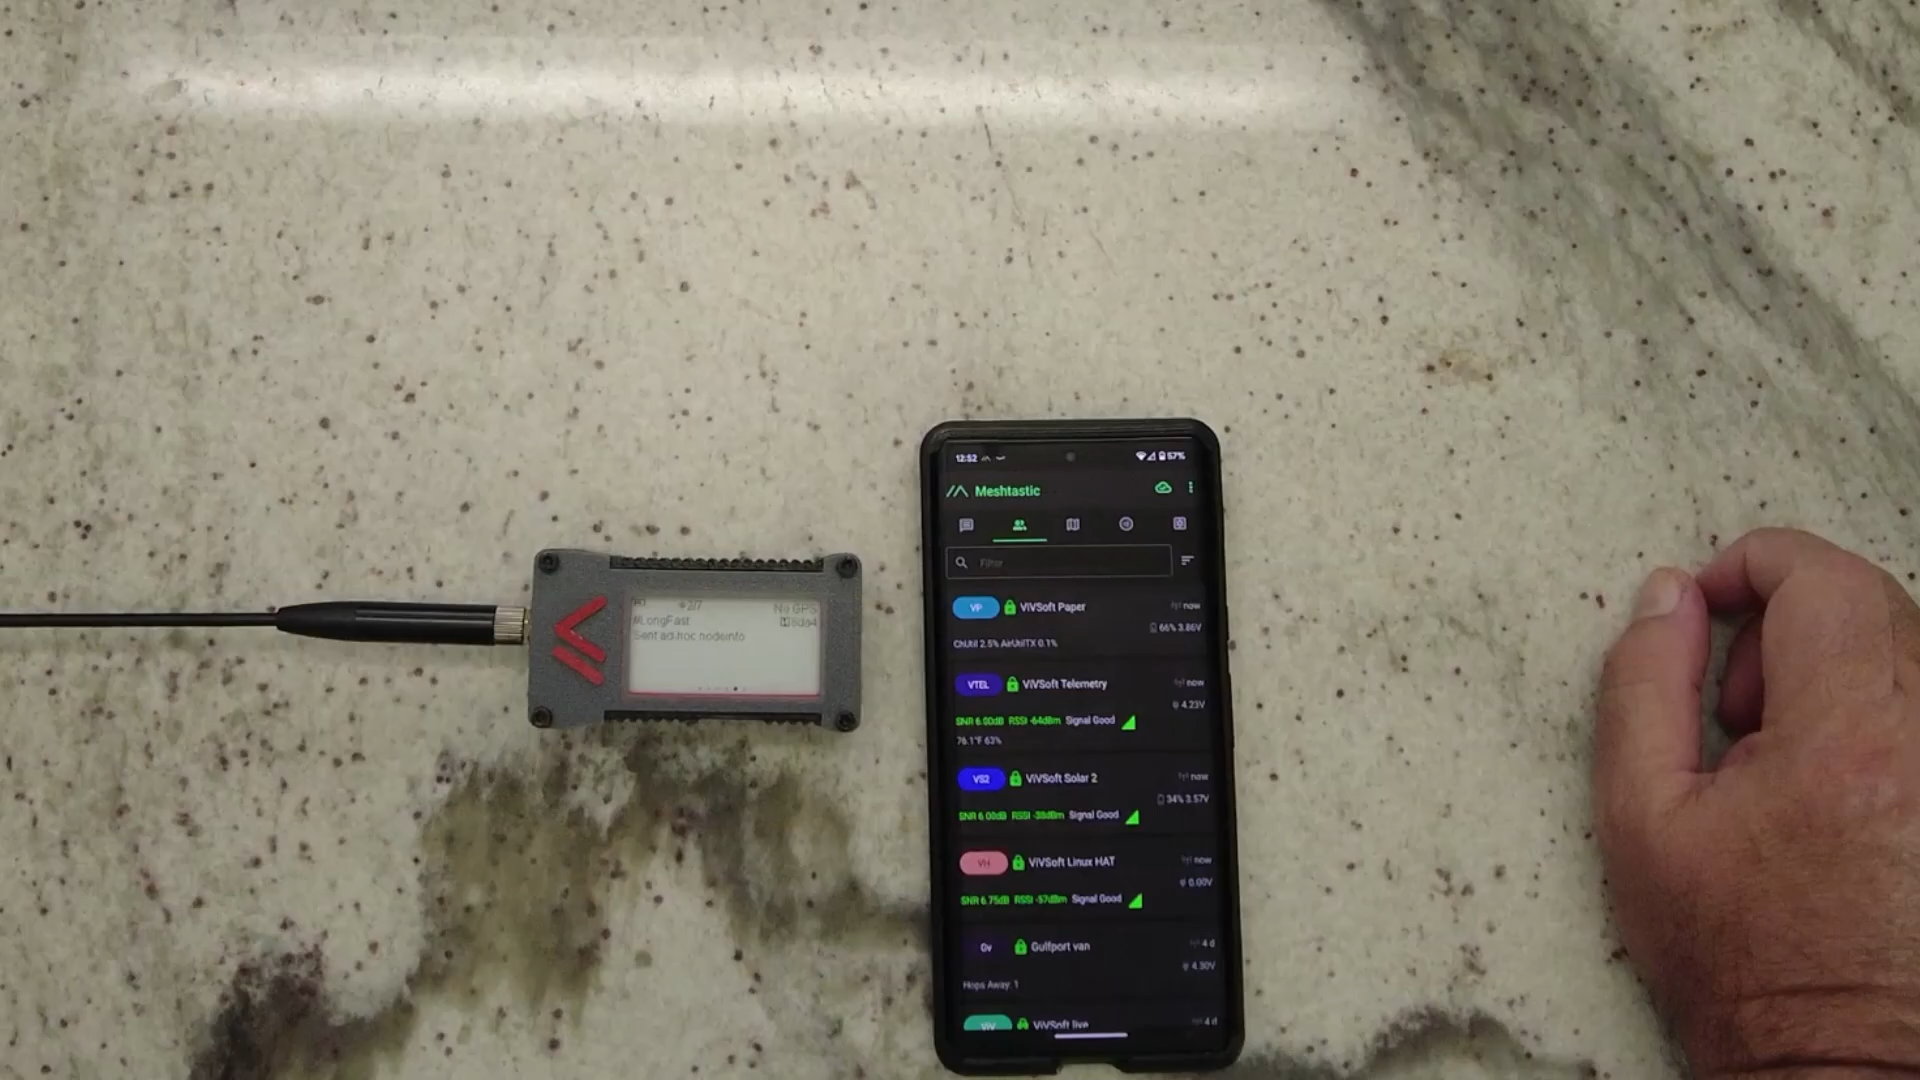 2/7
No GPS
#LongFast
8da4
Sent ad-hoc nodeinfo
12:52
57%
Meshtastic
Filter
VP
ViVSoft Paper
now
66% 3.86V
ChUtil 2.5% AirUtilTX 0.1%
VTEL
ViVSoft Telemetry
now
4.23V
SNR 6.00dB RSSI -64dBm Signal Good
76.1°F 63%
VS2
ViVSoft Solar 2
now
34% 3.57V
SNR 6.00dB RSSI -38dBm Signal Good
VH
ViVSoft Linux HAT
now
0.00V
SNR 6.75dB RSSI -57dBm Signal Good
Gv
Gulfport van
4 d
4.30V
Hops Away: 1
ViV
ViVSoft live
4 d